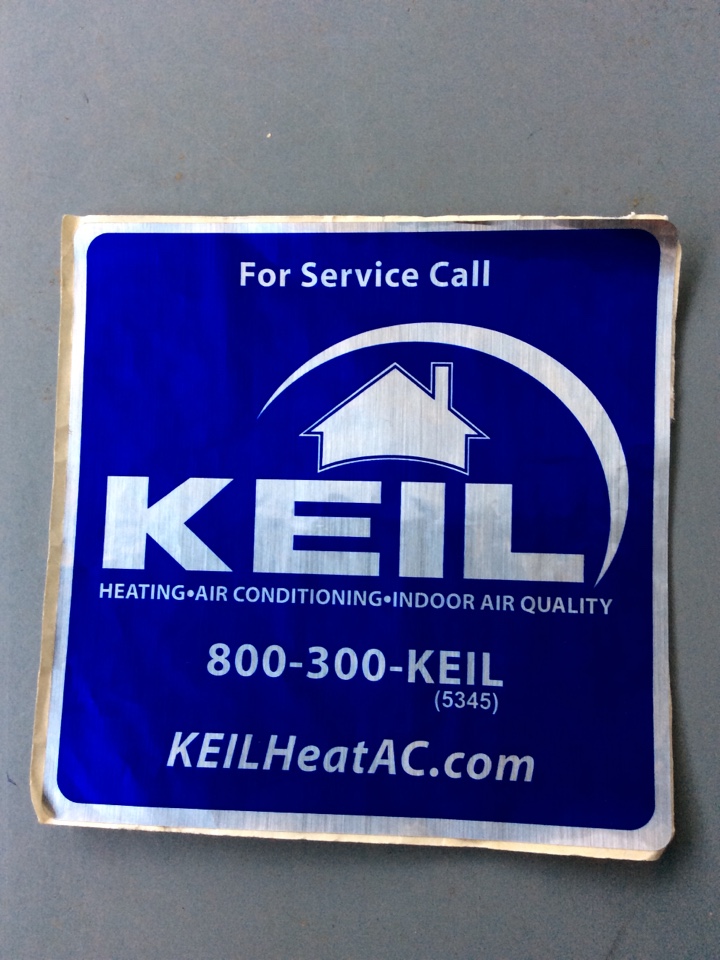 For Service Call
KEIL
HEATING•AIR CONDITIONING•INDOOR AIR QUALITY
800-300-KEIL
(5345)
KEILHeatAC.com